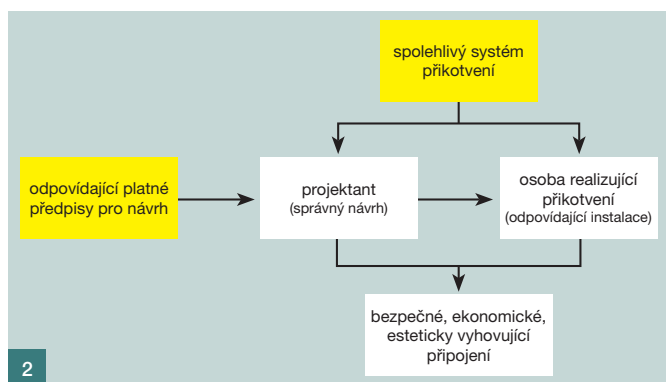 spolehlivý systém
přikotvení
odpovídající platné
předpisy pro návrh
projektant
(správný návrh)
osoba realizující
přikotvení
(odpovídající instalace)
bezpečné, ekonomické,
esteticky vyhovující
připojení
2